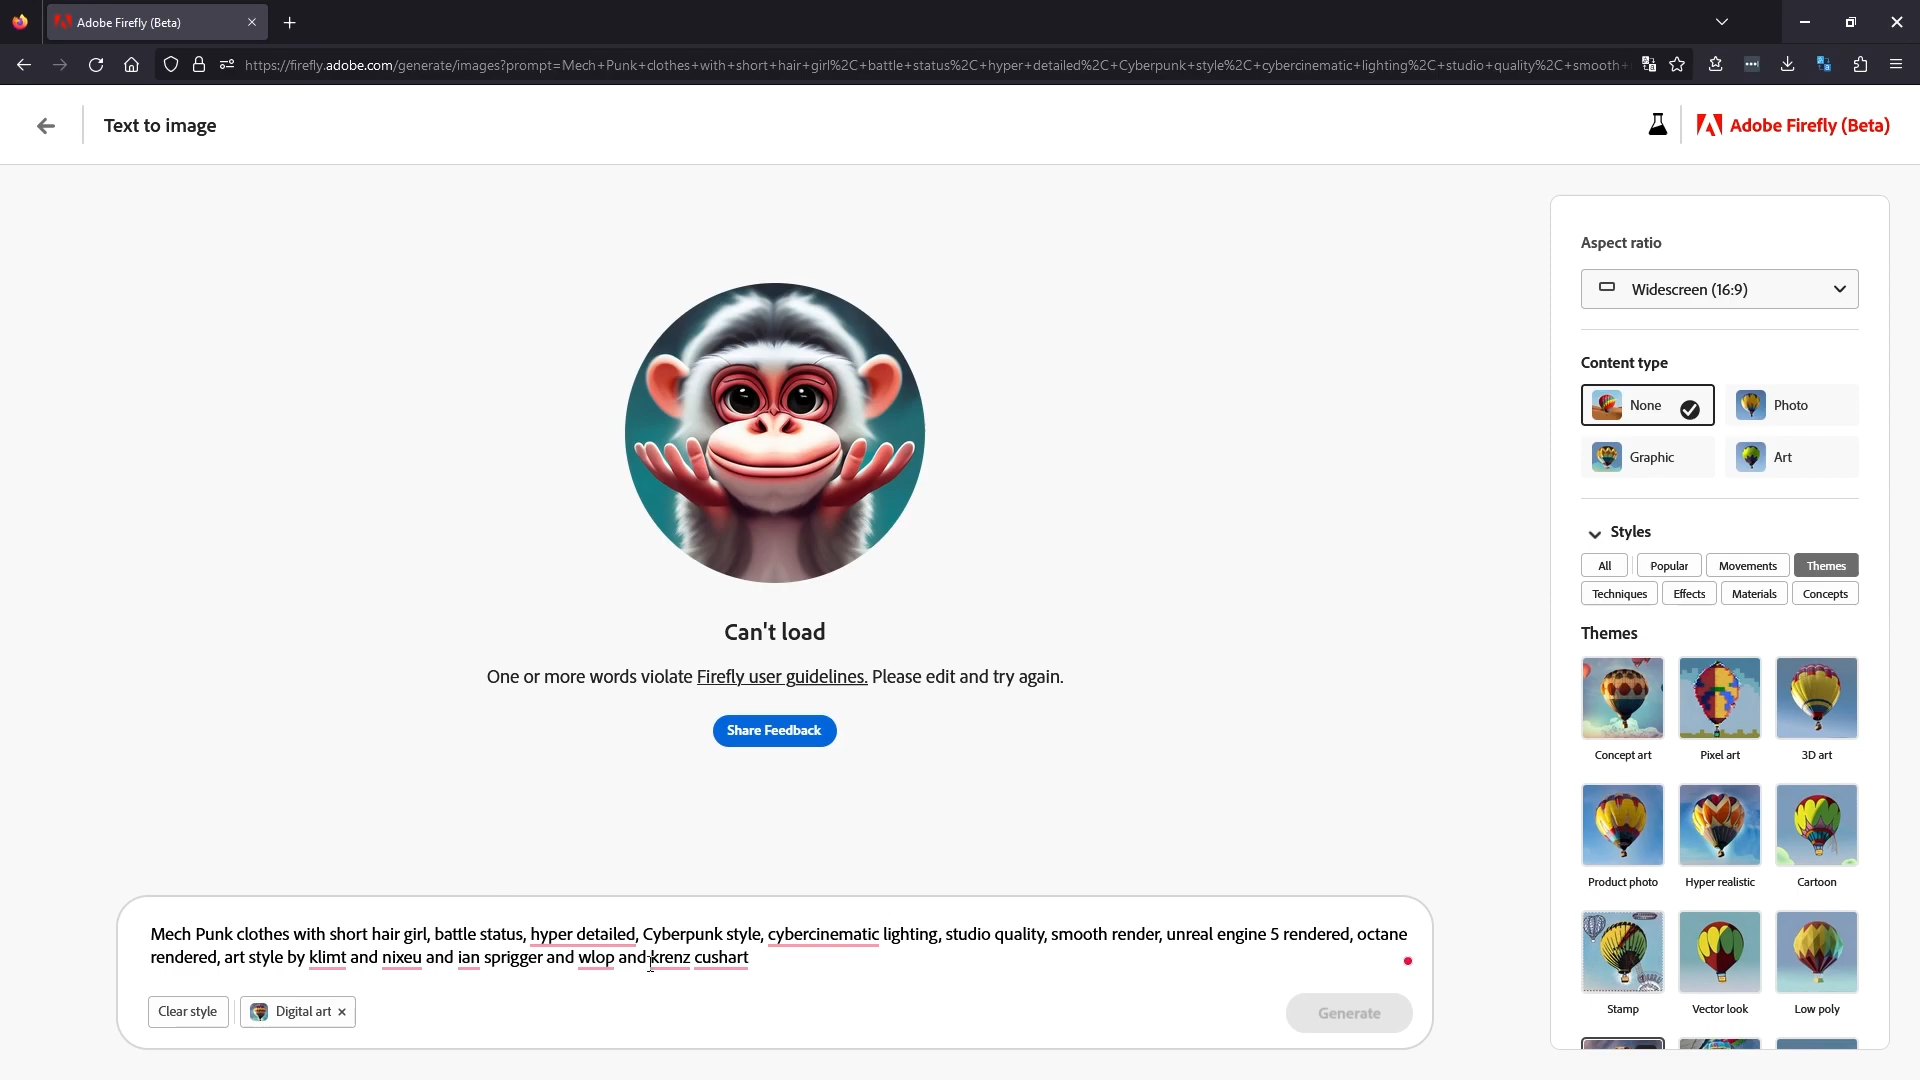 Adobe Firefly (Beta)
https://firefly.adobe.com/generate/images?prompt=Mech+Punk+clothes+with+short+hair+girl%2C+battle+status%2C+hyper+detailed%2C+Cyberpunk+style%2C+cybercinematic+lighting%2C+studio+quality%2C+smooth+
Text to image
Adobe Firefly (Beta)
Can't load
One or more words violate Firefly user guidelines. Please edit and try again.
Share Feedback
Mech Punk clothes with short hair girl, battle status, hyper detailed, Cyberpunk style, cybercinematic lighting, studio quality, smooth render, unreal engine 5 rendered, octane
rendered, art style by klimt and nixeu and ian sprigger and wlop and krenz cushart
Clear style
Digital art
Generate
Aspect ratio
Widescreen (16:9)
Content type
None Photo
Graphic Art
Styles
All Popular Movements Themes
Techniques Effects Materials Concepts
Themes
Concept art Pixel art 3D art
Product photo Hyper realistic Cartoon
Stamp Vector look Low poly